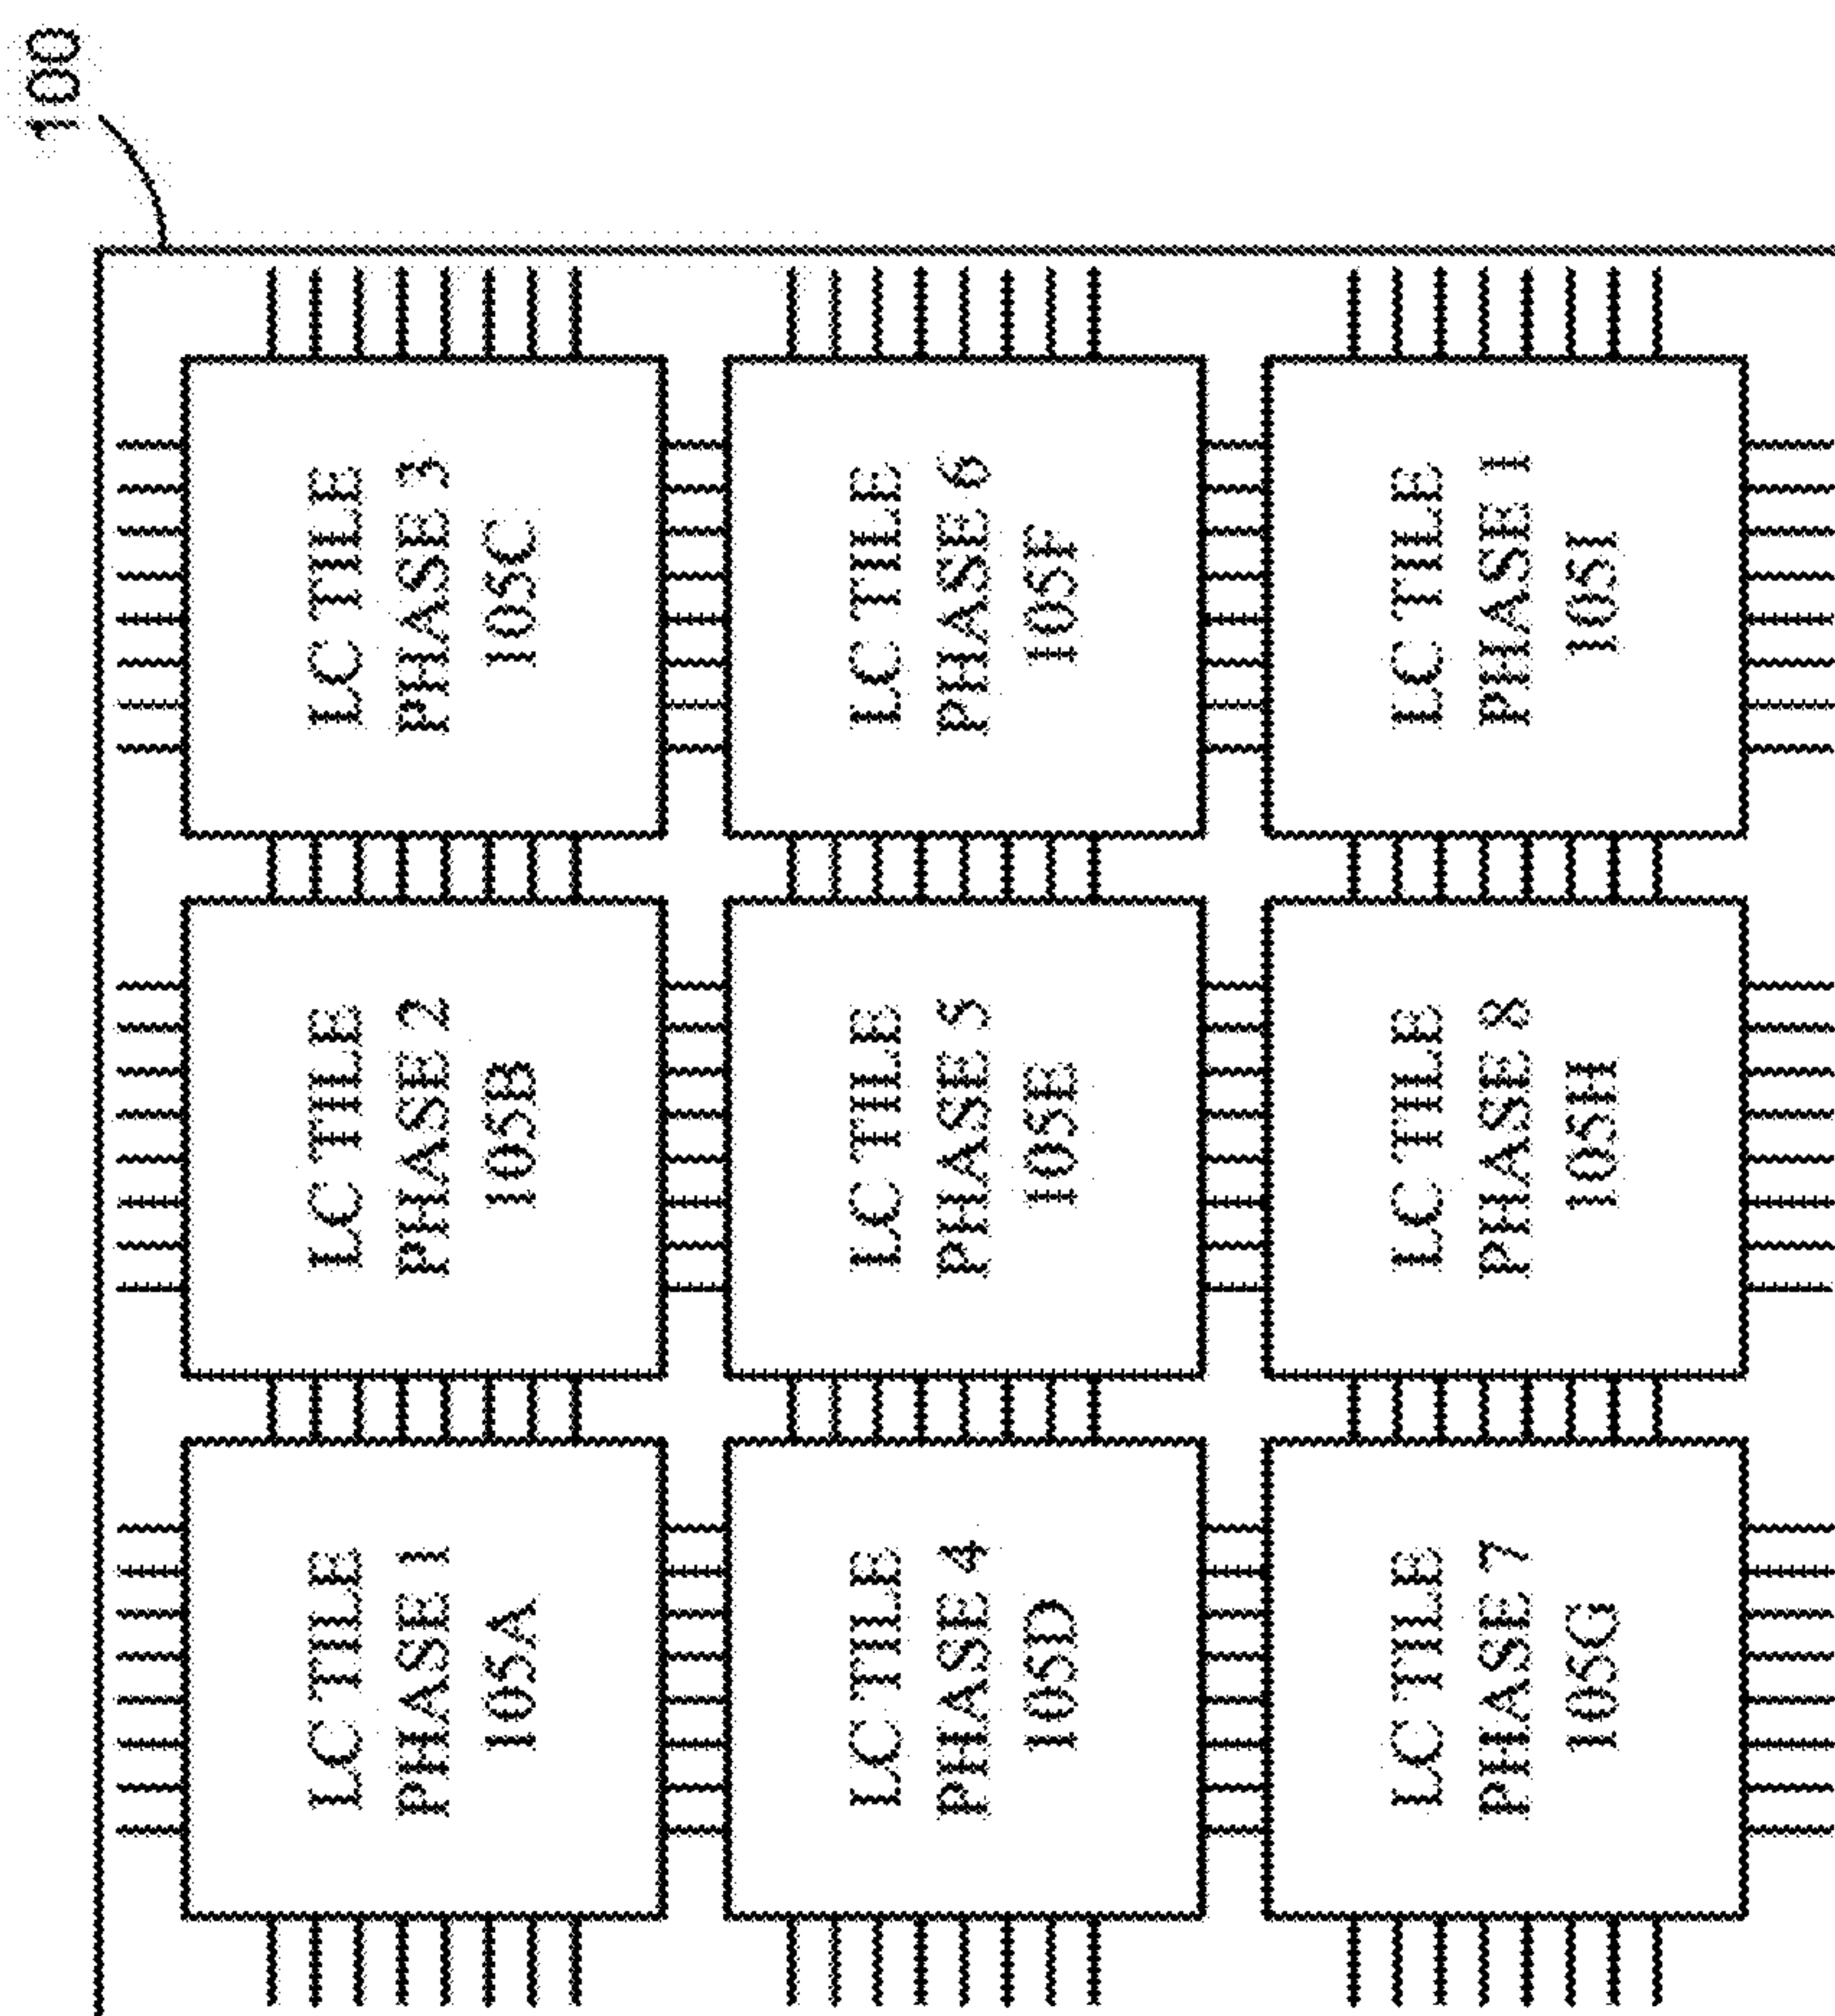 100
LC TILE
PHASE 1
105A
LC TILE
PHASE 2
105B
LC TILE
PHASE 3
105C
LC TILE
PHASE 4
105D
LC TILE
PHASE 5
105E
LC TILE
PHASE 6
105F
LC TILE
PHASE 7
105G
LC TILE
PHASE 8
105H
LC TILE
PHASE 1
105I